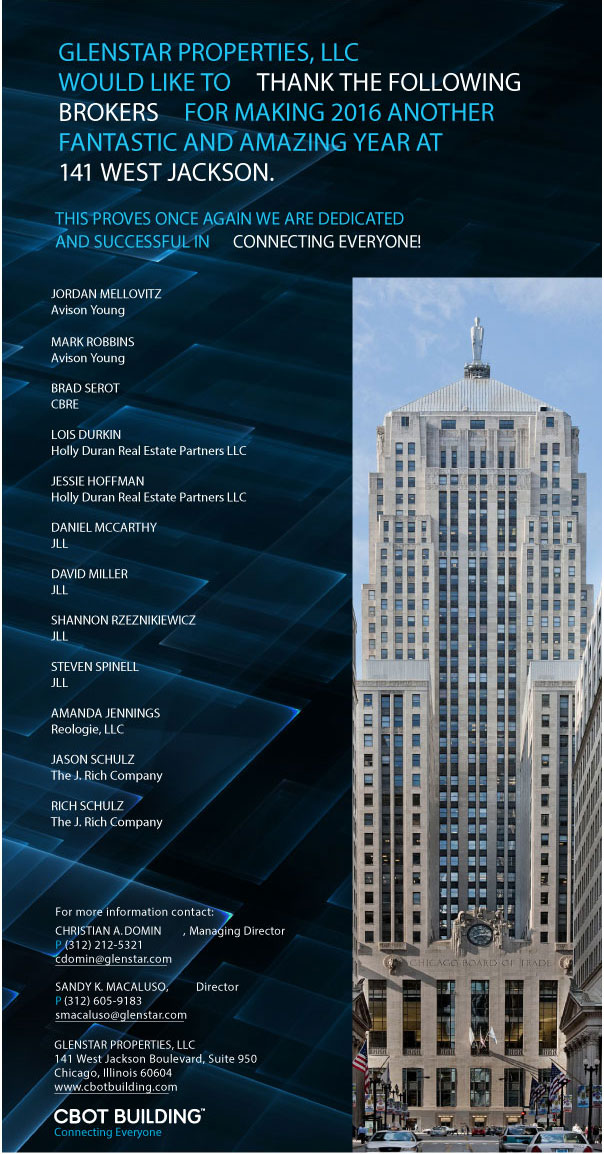 GLENSTAR PROPERTIES, LLC
WOULD LIKE TO THANK THE FOLLOWING
BROKERS FOR MAKING 2016 ANOTHER
FANTASTIC AND AMAZING YEAR AT
141 WEST JACKSON.
THIS PROVES ONCE AGAIN WE ARE DEDICATED
AND SUCCESSFUL IN CONNECTING EVERYONE!
JORDAN MELLOVITZ
Avison Young
MARK ROBBINS
Avison Young
BRAD SEROT
CBRE
LOIS DURKIN
Holly Duran Real Estate Partners LLC
JESSIE HOFFMAN
Holly Duran Real Estate Partners LLC
DANIEL MCCARTHY
JLL
DAVID MILLER
JLL
SHANNON RZEZNIKIEWICZ
JLL
STEVEN SPINELL
JLL
AMANDA JENNINGS
Reologie, LLC
JASON SCHULZ
The J. Rich Company
RICH SCHULZ
The J. Rich Company
For more information contact:
CHRISTIAN A. DOMIN , Managing Director
P (312) 212-5321
cdomin@glenstar.com
SANDY K. MACALUSO, Director
P (312) 605-9183
smacaluso@glenstar.com
GLENSTAR PROPERTIES, LLC
141 West Jackson Boulevard, Suite 950
Chicago, Illinois 60604
www.cbotbuilding.com
CBOT BUILDING™
Connecting Everyone
CHICAGO BOARD OF TRADE